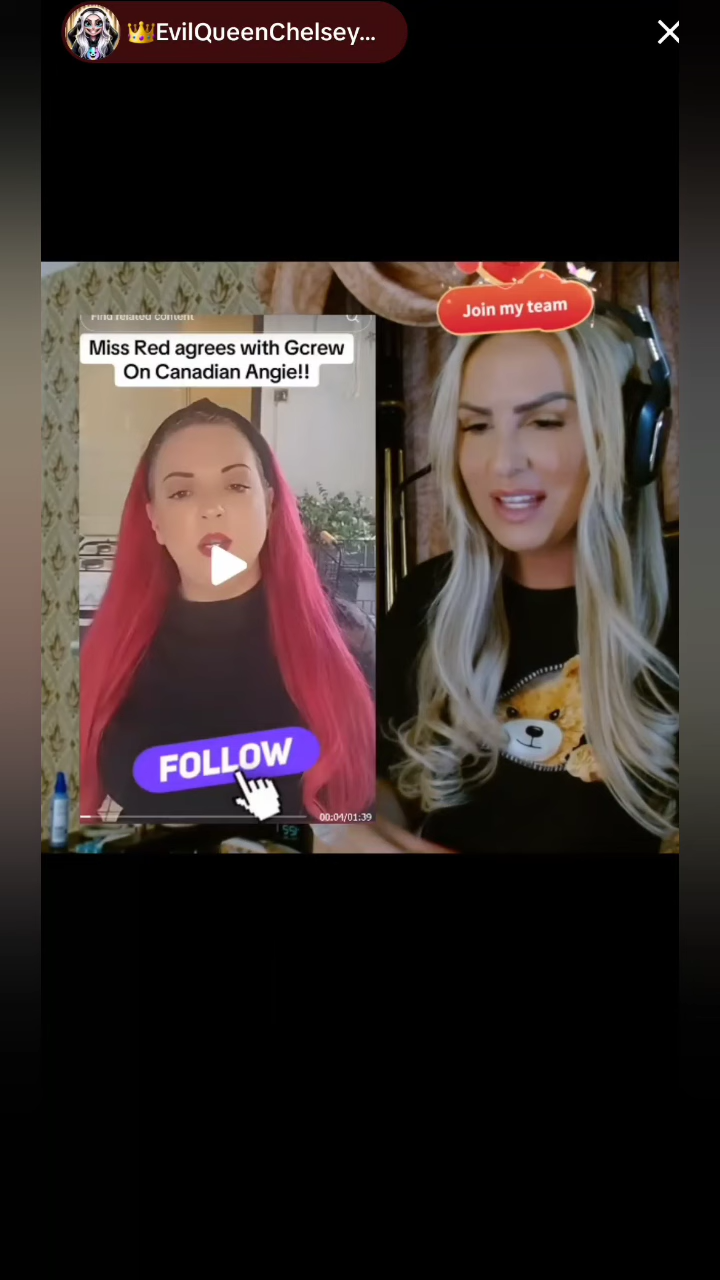 👑EvilQueenChelsey...
Join my team
Find related content
Miss Red agrees with Gcrew
On Canadian Angie!!
FOLLOW
00:04/01:39